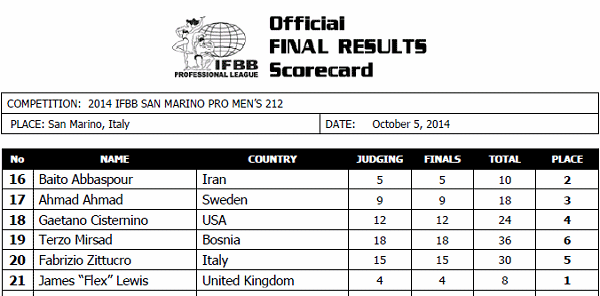 Official
FINAL RESULTS
Scorecard
IFBB
PROFESSIONAL LEAGUE
COMPETITION: 2014 IFBB SAN MARINO PRO MEN'S 212
PLACE: San Marino, Italy DATE: October 5, 2014
No NAME COUNTRY JUDGING FINALS TOTAL PLACE
16 Baito Abbaspour Iran 5 5 10 2
17 Ahmad Ahmad Sweden 9 9 18 3
18 Gaetano Cisternino USA 12 12 24 4
19 Terzo Mirsad Bosnia 18 18 36 6
20 Fabrizio Zittucro Italy 15 15 30 5
21 James “Flex” Lewis United Kingdom 4 4 8 1